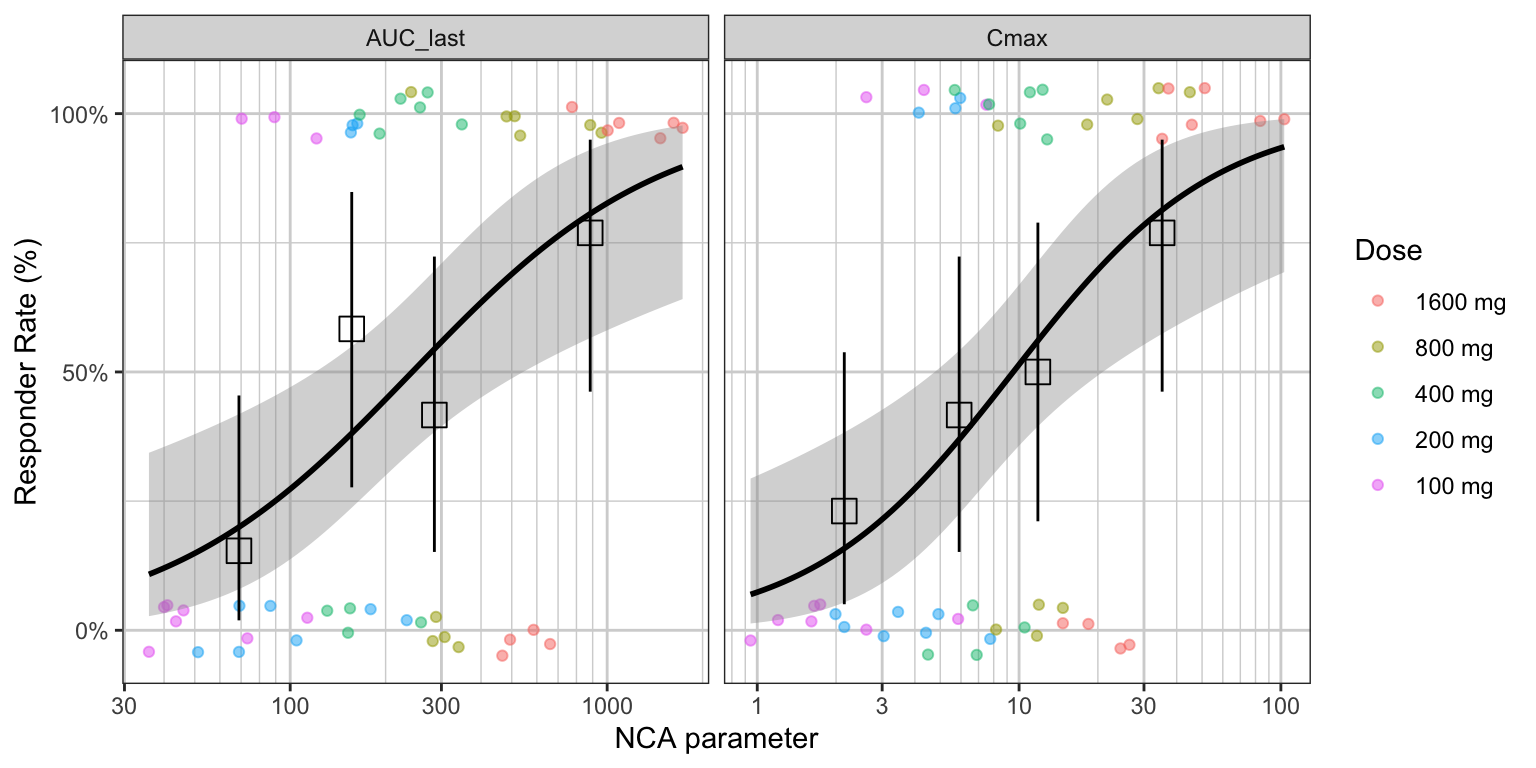 AUC_last
Cmax
Responder Rate (%)
100%
50%
0%
30 100 300 1000
1 3 10 30 100
NCA parameter
Dose
1600 mg
800 mg
400 mg
200 mg
100 mg